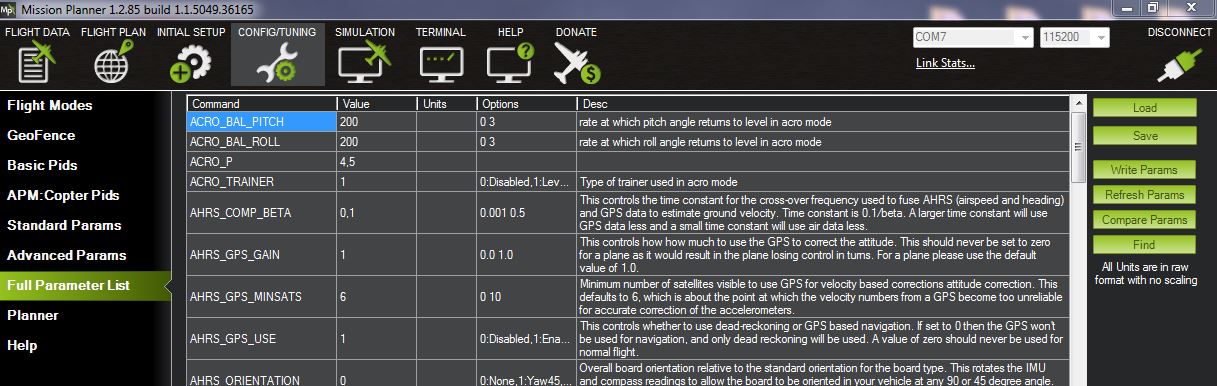 Mp Mission Planner 1.2.85 build 1.1.5049.36165
FLIGHT DATA FLIGHT PLAN INITIAL SETUP CONFIG/TUNING SIMULATION TERMINAL HELP DONATE
COM7 115200 DISCONNECT
Link Stats...
Flight Modes
GeoFence
Basic Pids
APM:Copter Pids
Standard Params
Advanced Params
Full Parameter List
Planner
Help
Command Value Units Options Desc
ACRO_BAL_PITCH 200 0 3 rate at which pitch angle returns to level in acro mode
ACRO_BAL_ROLL 200 0 3 rate at which roll angle returns to level in acro mode
ACRO_P 4,5
ACRO_TRAINER 1 0:Disabled,1:Lev... Type of trainer used in acro mode
AHRS_COMP_BETA 0,1 0.001 0.5
This controls the time constant for the cross-over frequency used to fuse AHRS (airspeed and heading)
and GPS data to estimate ground velocity. Time constant is 0.1/beta. A larger time constant will use
GPS data less and a small time constant will use air data less.
AHRS_GPS_GAIN 1 0.0 1.0
This controls how how much to use the GPS to correct the attitude. This should never be set to zero
for a plane as it would result in the plane losing control in turns. For a plane please use the default
value of 1.0.
AHRS_GPS_MINSATS 6 0 10
Minimum number of satellites visible to use GPS for velocity based corrections attitude correction. This
defaults to 6, which is about the point at which the velocity numbers from a GPS become too unreliable
for accurate correction of the accelerometers.
AHRS_GPS_USE 1 0:Disabled,1:Ena...
This controls whether to use dead-reckoning or GPS based navigation. If set to 0 then the GPS won't
be used for navigation, and only dead reckoning will be used. A value of zero should never be used for
normal flight.
AHRS_ORIENTATION 0 0:None,1:Yaw45,...
Overall board orientation relative to the standard orientation for the board type. This rotates the IMU
and compass readings to allow the board to be oriented in your vehicle at any 90 or 45 degree angle.
Load
Save
Write Params
Refresh Params
Compare Params
Find
All Units are in raw
format with no scaling